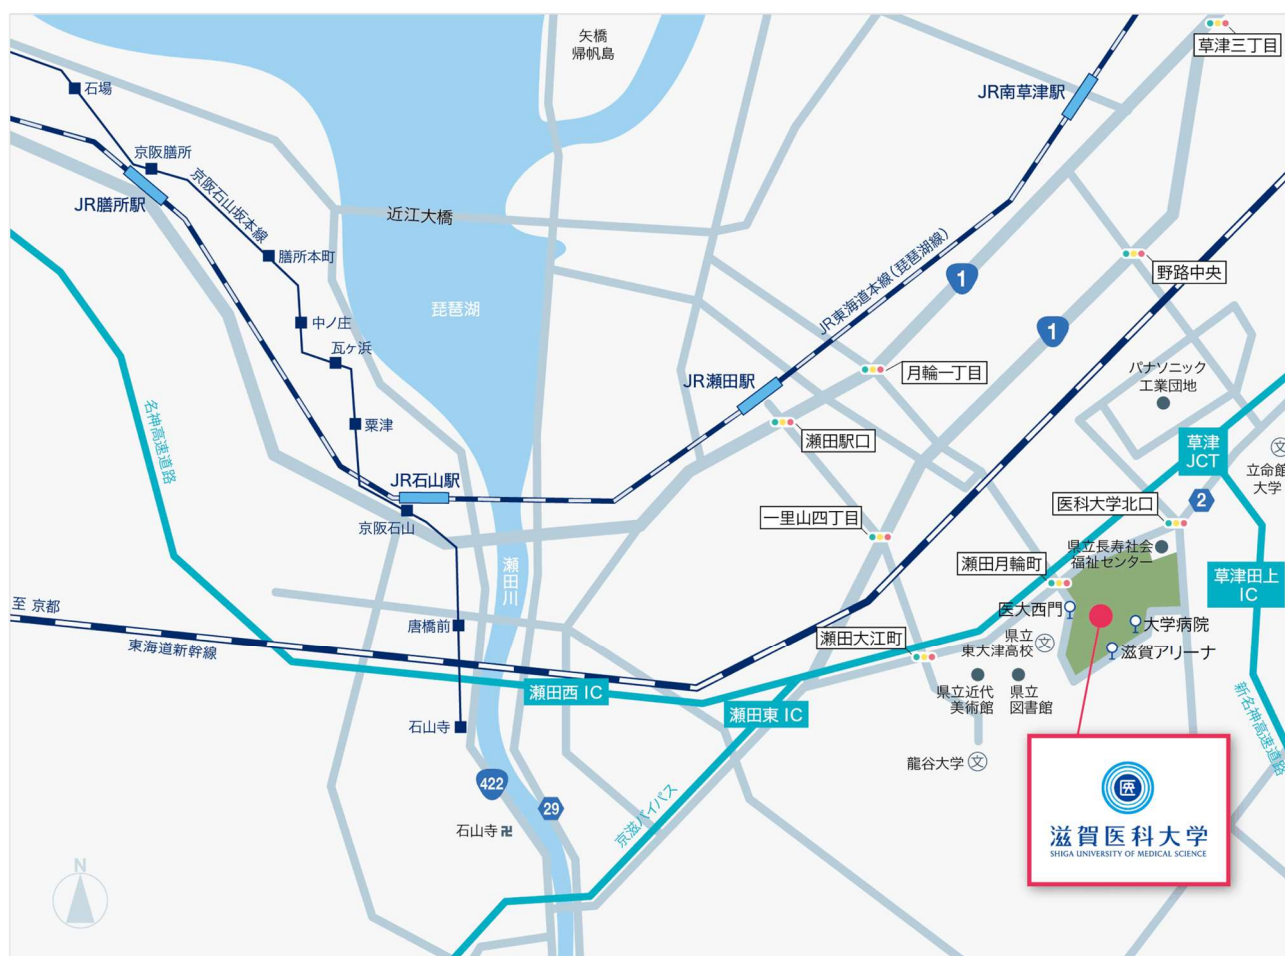 矢橋
帰帆島
草津三丁目
JR南草津駅
石場
京阪膳所
JR膳所駅
京阪石山坂本線
近江大橋
膳所本町
JR東海道本線(琵琶湖線)
1
野路中央
琵琶湖
中ノ庄
瓦ヶ浜
1
JR瀬田駅
月輪一丁目
パナソニック
工業団地
名神高速道路
粟津
瀬田駅口
草津
JCT
立命館
大学
JR石山駅
京阪石山
一里山四丁目
医科大学北口
2
瀬田川
瀬田月輪町
県立長寿社会
福祉センター
草津田上
IC
至 京都
東海道新幹線
唐橋前
医大西門
大学病院
瀬田大江町
県立
東大津高校
文
滋賀アリーナ
瀬田西 IC
瀬田東 IC
県立近代
美術館
県立
図書館
新名神高速道路
石山寺
龍谷大学
文
422
29
石山寺卍
京滋バイパス
医
滋賀医科大学
SHIGA UNIVERSITY OF MEDICAL SCIENCE
N